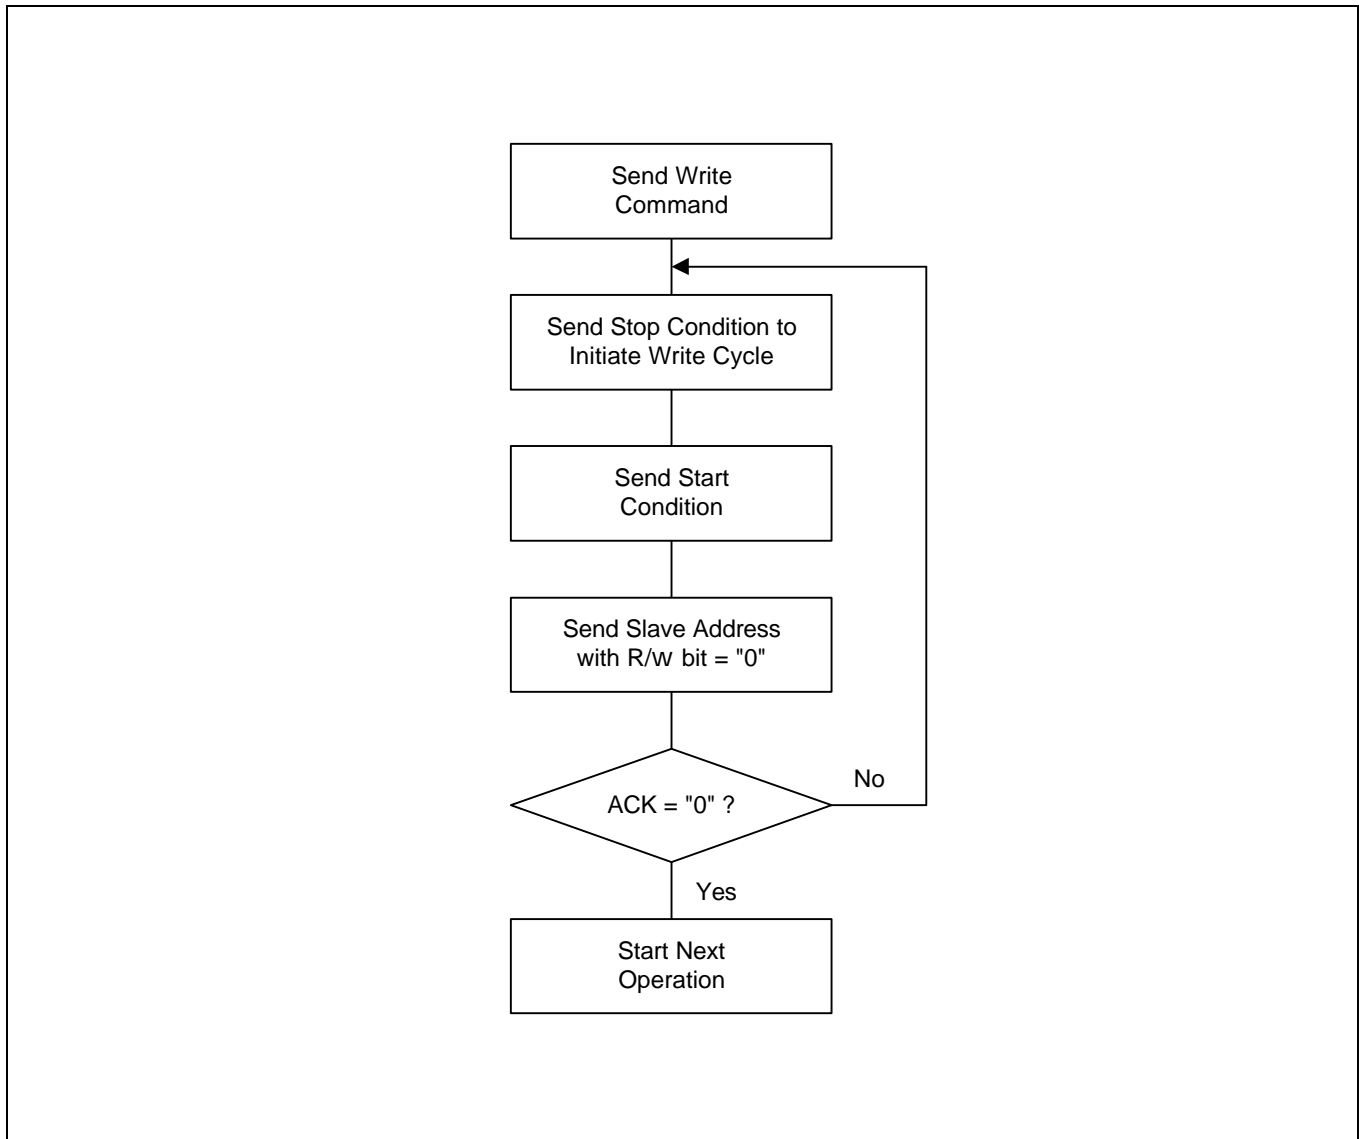 Send Write
Command
Send Stop Condition to
Initiate Write Cycle
Send Start
Condition
Send Slave Address
with R/w bit = "0"
No
ACK = "0" ?
Yes
Start Next
Operation